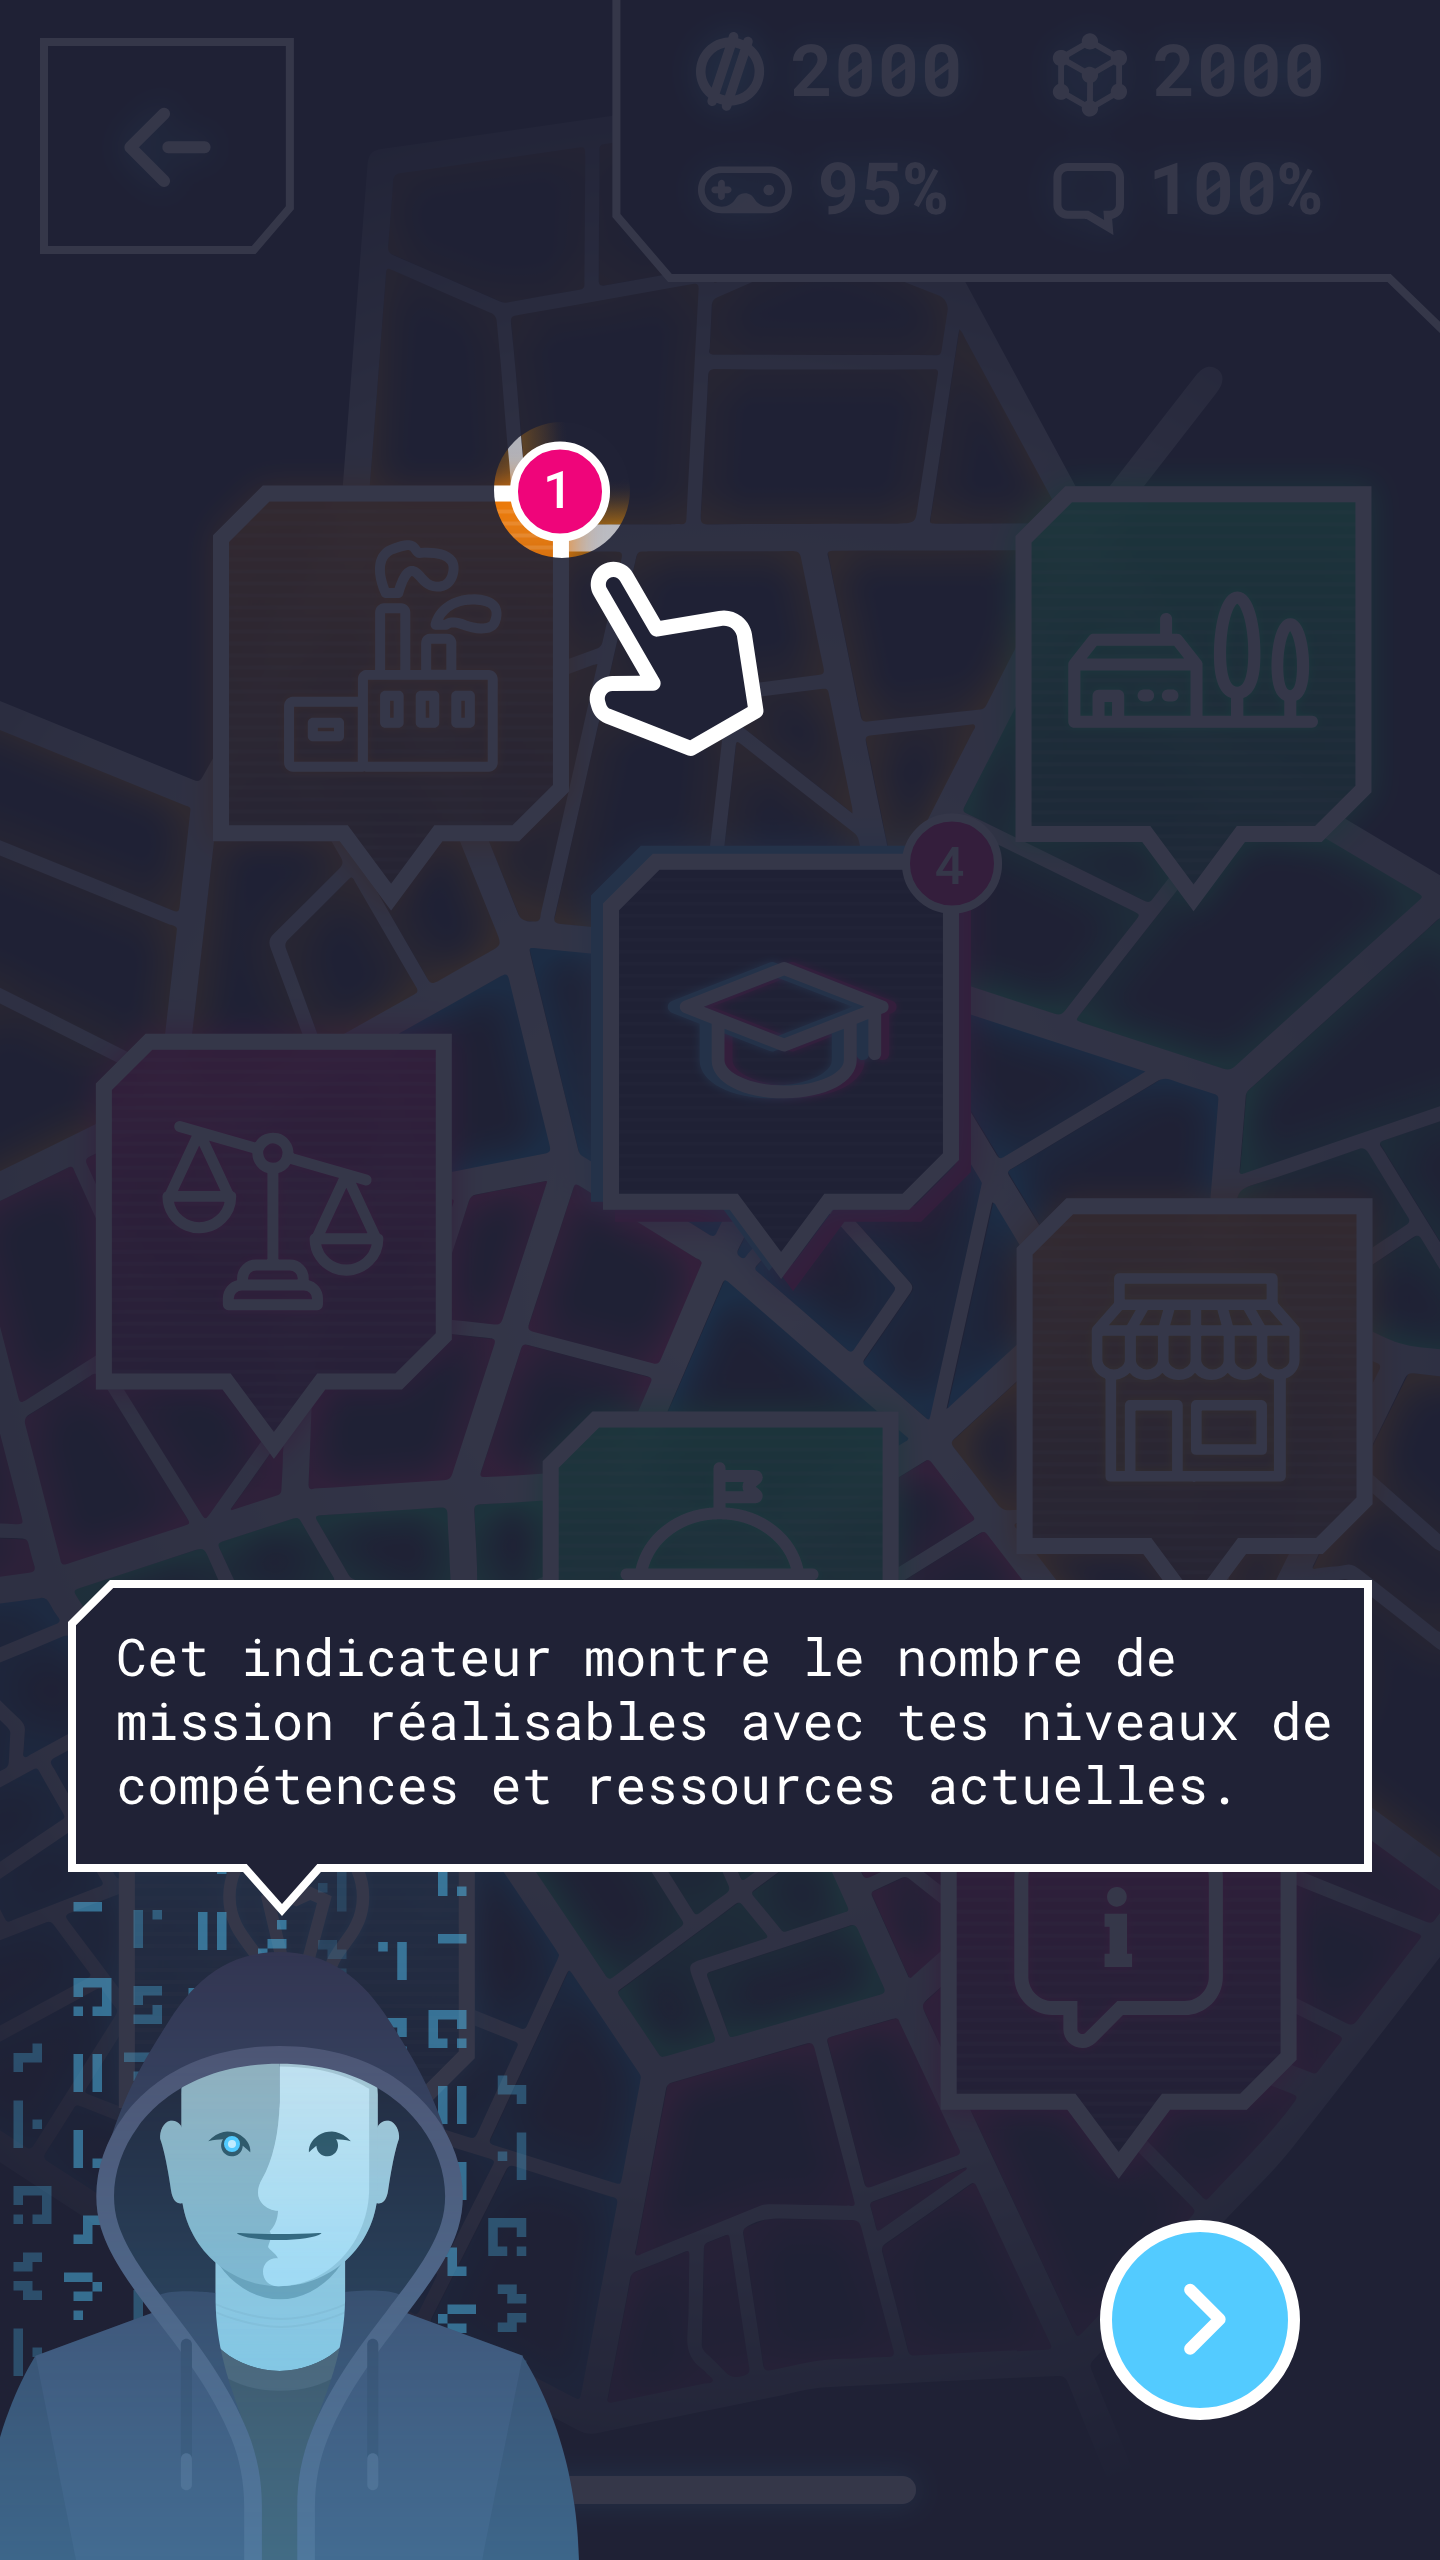 2000 2000
95% 100%
1
4
Cet indicateur montre le nombre de
mission réalisables avec tes niveaux de
compétences et ressources actuelles.
i